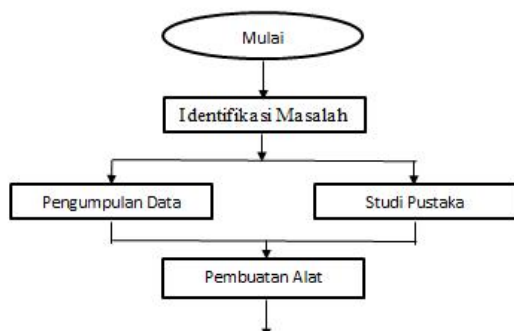 Mulai
Identifikasi Masalah
Pengumpulan Data
Studi Pustaka
Pembuatan Alat